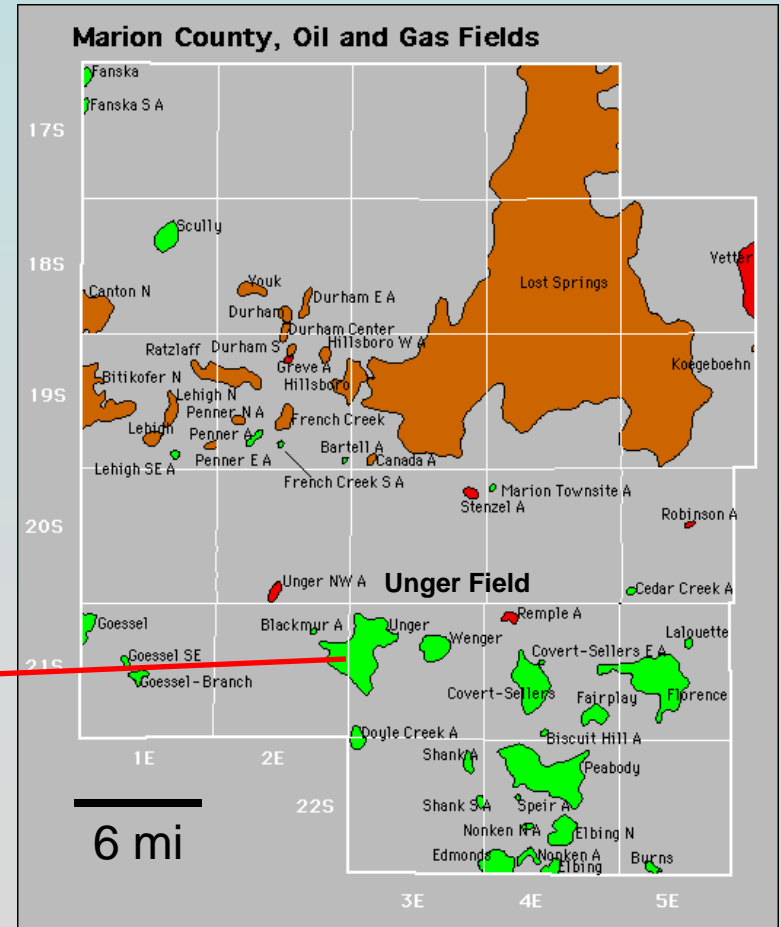 Marion County, Oil and Gas Fields
Fanska
Fanska S A
17S
Scully
18S
Vetter
Canton N
Youk
Durham E A
Lost Springs
Durham
Durham Center
Ratzlaff
Durham S
Hillsboro W A
Greve A
Koegeboehn
Bitikofer N
Hillsboro
19S
Lehigh N
Penner N A
French Creek
Lehigh
Penner A
Bartell A
Lehigh SE A
Penner E A
Canada A
French Creek S A
Marion Townsite A
Stenzel A
Robinson A
20S
Unger NW A
Unger Field
Cedar Creek A
Goessel
Blackmur A
Unger
Remple A
Lalouette
Wenger
Goessel SE
Covert-Sellers E A
21S
Goessel-Branch
Covert-Sellers
Fairplay
Florence
Doyle Creek A
Biscuit Hill A
1E
2E
Shank A
Peabody
22S
Shank S A
Speir A
6 mi
Nonken N A
Elbing N
Edmonds
Nonken A
Burns
Elbing
3E
4E
5E